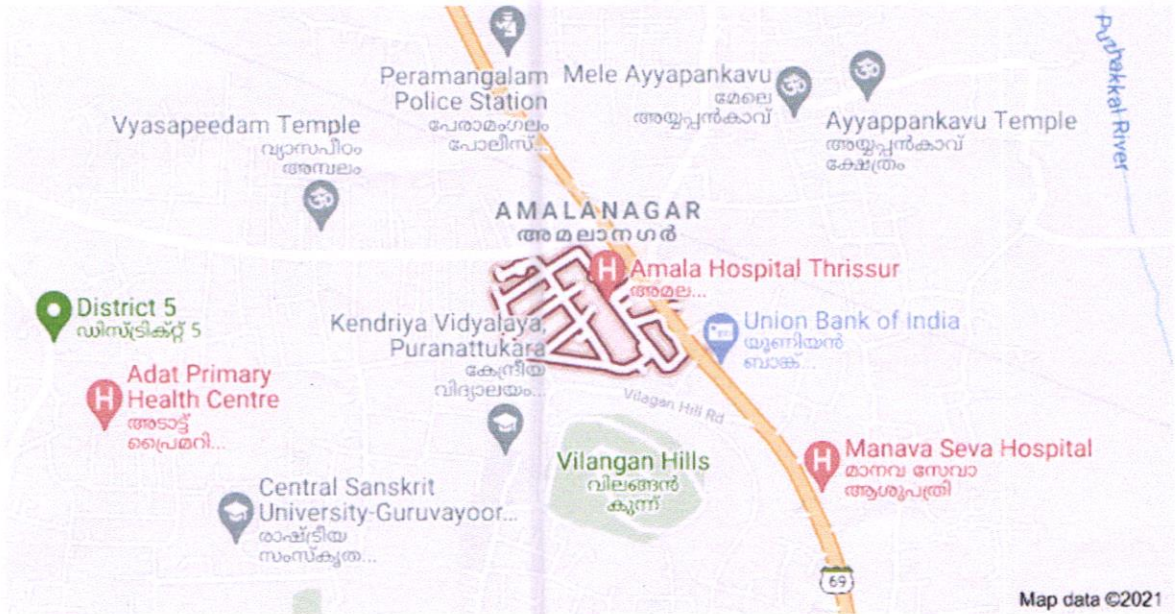 Peramangalam
Police Station
പേരാമംഗലം
പോലീസ്...
Mele Ayyapankavu
മേലെ
അയ്യപ്പൻകാവ്
Ayyappankavu Temple
അയ്യപ്പൻകാവ്
ക്ഷേത്രം
Puthakkal River
Vyasapeedam Temple
വ്യാസപീഠം
അമ്പലം
AMALANAGAR
അമലാനഗർ
Amala Hospital Thrissur
അമല...
District 5
ഡിസ്ട്രിക്റ്റ് 5
Kendriya Vidyalaya,
Puranattukara
കേന്ദ്രീയ
വിദ്യാലയം...
Union Bank of India
യൂണിയൻ
ബാങ്ക്...
Adat Primary
Health Centre
അടാട്ട്
പ്രൈമറി...
Vilagan Hill Rd
Vilangan Hills
വിലങ്ങൻ
കുന്ന്
Manava Seva Hospital
മാനവ സേവാ
ആശുപത്രി
Central Sanskrit
University-Guruvayoor...
രാഷ്ട്രീയ
സംസ്കൃത...
69
Map data ©2021